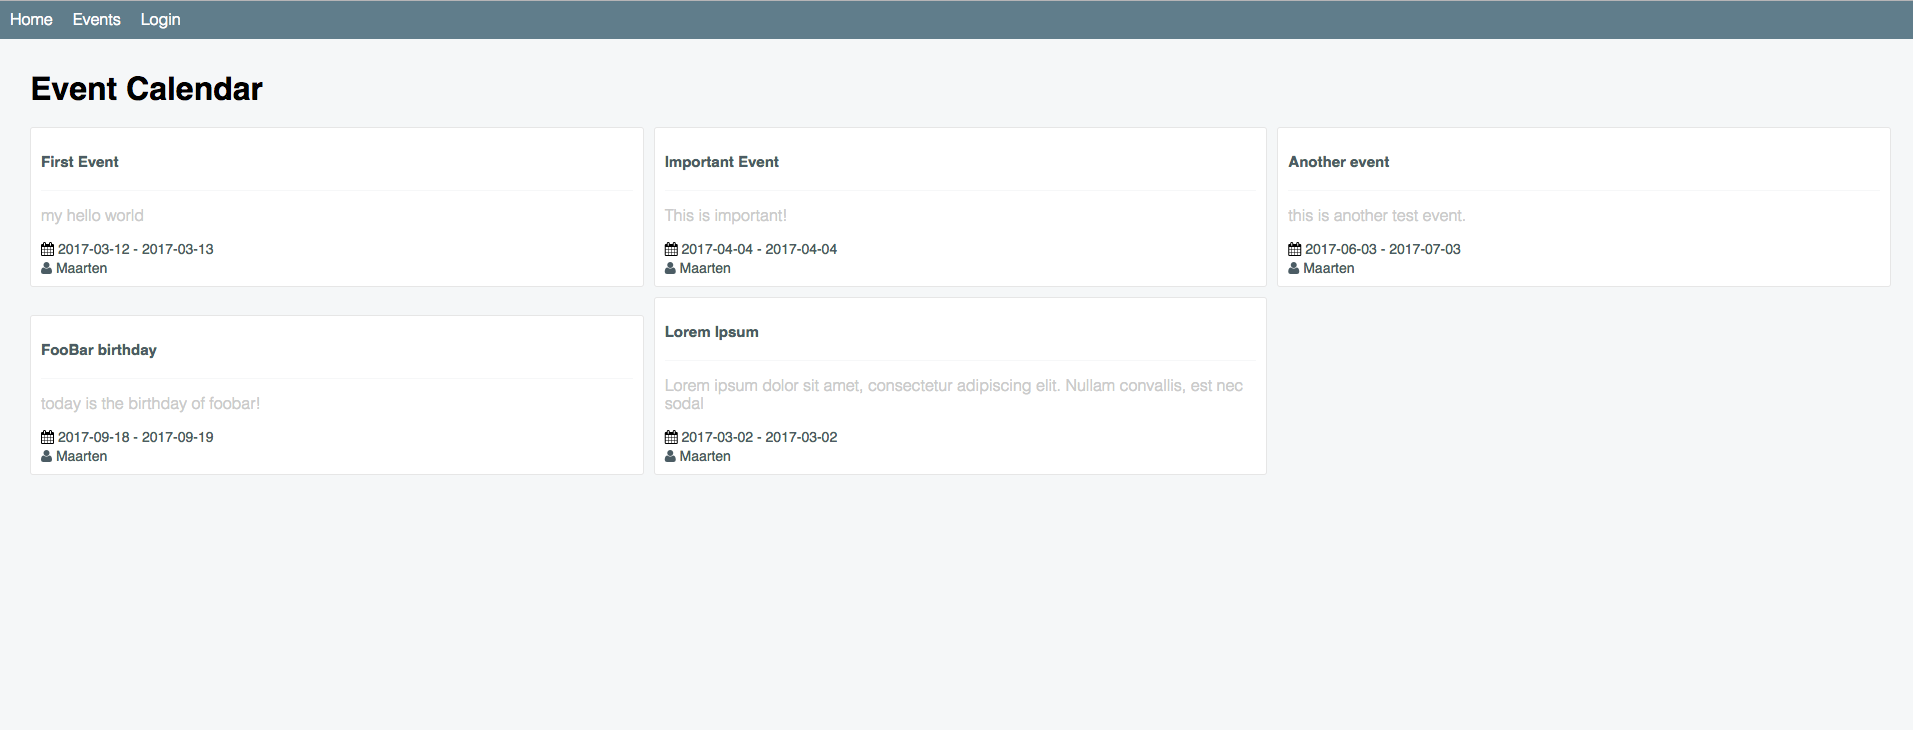 Home Events Login
Event Calendar
First Event
my hello world
2017-03-12 - 2017-03-13
Maarten
Important Event
This is important!
2017-04-04 - 2017-04-04
Maarten
Another event
this is another test event.
2017-06-03 - 2017-07-03
Maarten
FooBar birthday
today is the birthday of foobar!
2017-09-18 - 2017-09-19
Maarten
Lorem Ipsum
Lorem ipsum dolor sit amet, consectetur adipiscing elit. Nullam convallis, est nec
sodal
2017-03-02 - 2017-03-02
Maarten